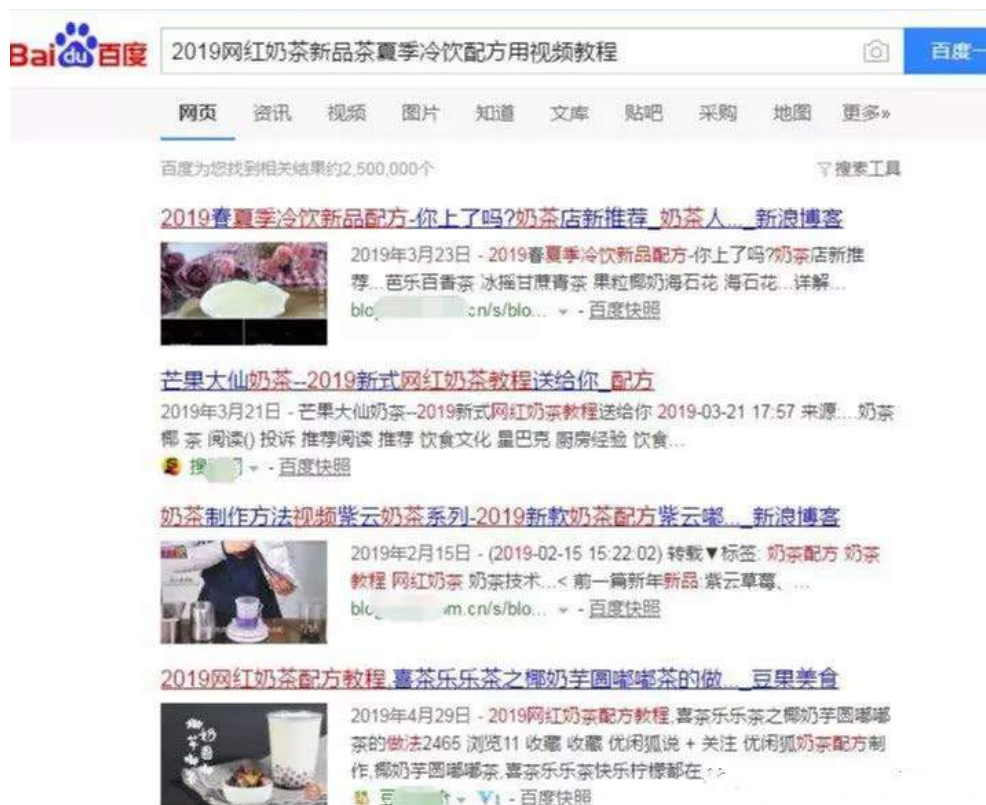 Bai du 百度
2019网红奶茶新品茶夏季冷饮配方用视频教程
百度一
网页 资讯 视频 图片 知道 文库 贴吧 采购 地图 更多»
百度为您找到相关结果约2,500,000个
搜索工具
2019春夏季冷饮新品配方-你上了吗?奶茶店新推荐_奶茶人..._新浪博客
2019年3月23日 - 2019春夏季冷饮新品配方-你上了吗?奶茶店新推
荐...芭乐百香茶 冰摇甘蔗青茶 果粒椰奶海石花 海石花...详解...
blo cn/s/blo... - 百度快照
芒果大仙奶茶--2019新式网红奶茶教程送给你_配方
2019年3月21日 - 芒果大仙奶茶--2019新式网红奶茶教程送给你 2019-03-21 17:57 来源:...奶茶
椰 茶 阅读() 投诉 推荐阅读 推荐 饮食文化 星巴克 厨房经验 饮食...
搜 - 百度快照
奶茶制作方法视频紫云奶茶系列-2019新款奶茶配方紫云嘟..._新浪博客
2019年2月15日 - (2019-02-15 15:22:02) 转载▼标签: 奶茶配方 奶茶
教程 网红奶茶 奶茶技术...< 前一篇新年新品:紫云草莓、...
blo m.cn/s/blo... - 百度快照
2019网红奶茶配方教程,喜茶乐乐茶之椰奶芋圆嘟嘟茶的做..._豆果美食
2019年4月29日 - 2019网红奶茶配方教程,喜茶乐乐茶之椰奶芋圆嘟嘟
茶的做法2465 浏览11 收藏 收藏 优闲狐说 + 关注 优闲狐奶茶配方制
作,椰奶芋圆嘟嘟茶,喜茶乐乐茶快乐柠檬都在
豆 食 V1 - 百度快照